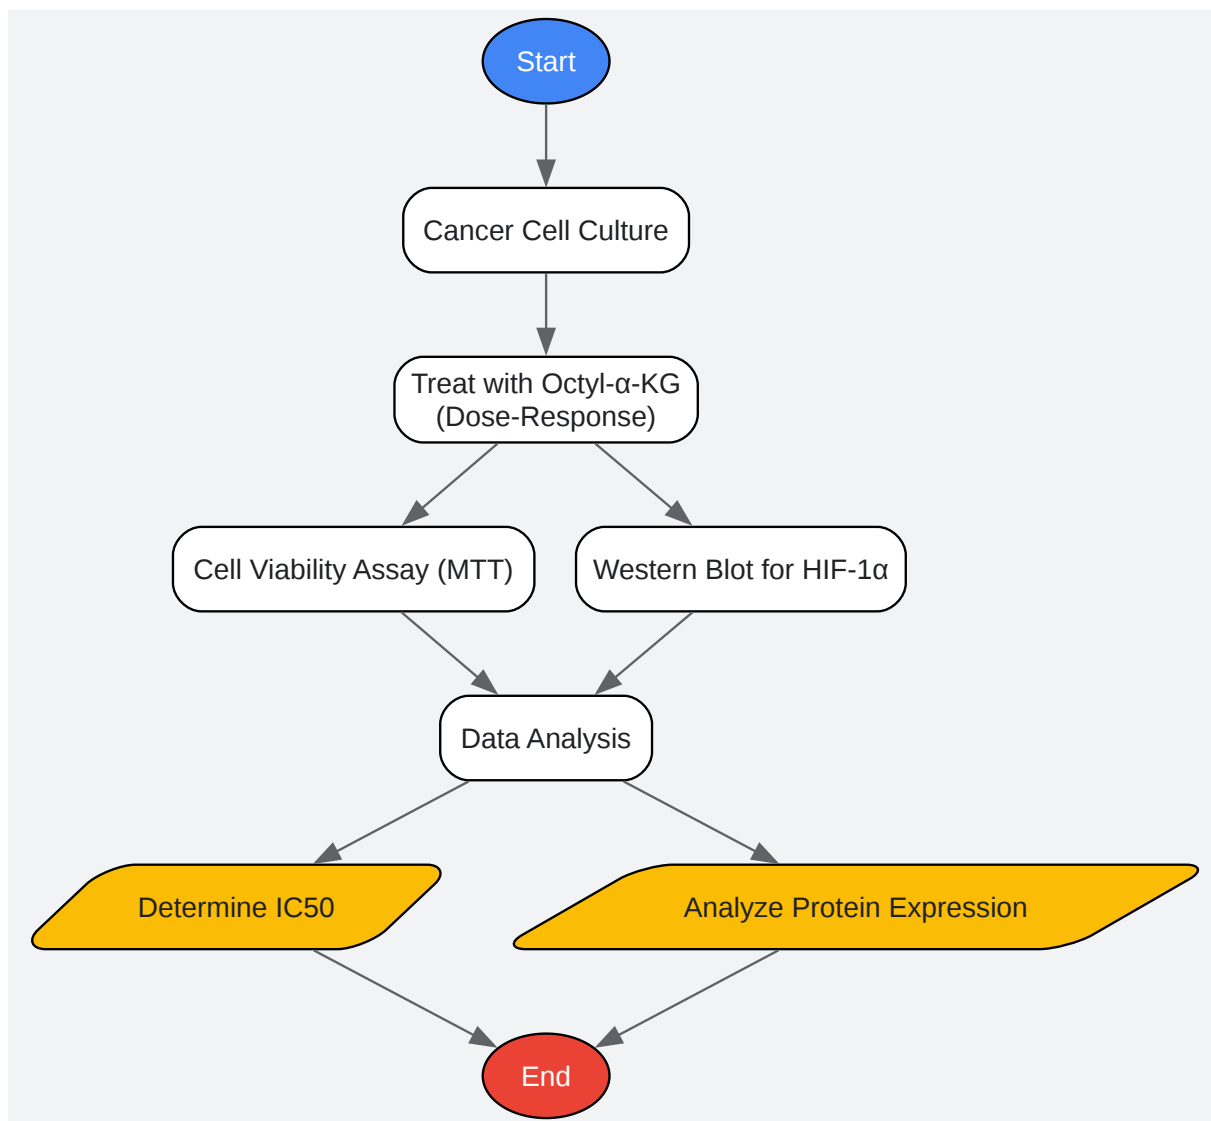 Start
Cancer Cell Culture
Treat with Octyl-α-KG
(Dose-Response)
Cell Viability Assay (MTT)
Western Blot for HIF-1α
Data Analysis
Determine IC50
Analyze Protein Expression
End